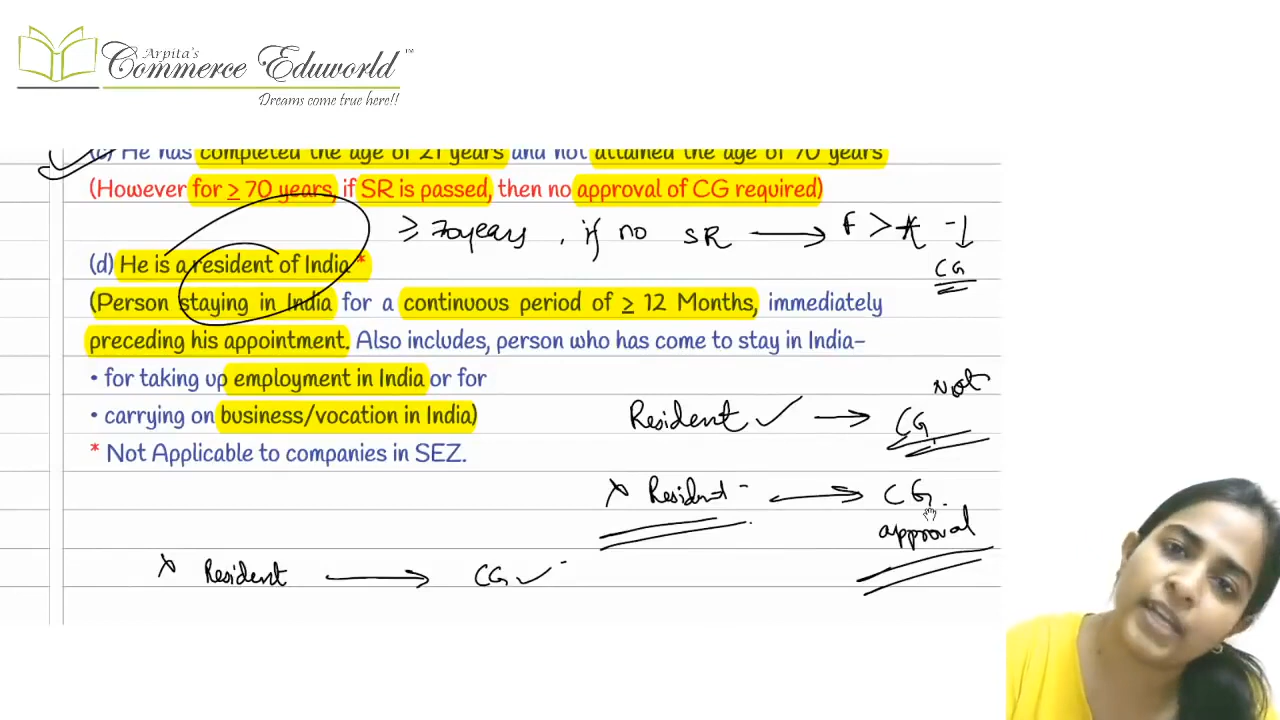 Arpita's
Commerce Eduworld™
Dreams come true here!!
(c) He has completed the age of 21 years and not attained the age of 70 years
(However for ≥ 70 years, if SR is passed, then no approval of CG required)
≥ 70years, if no SR → F > A
CG
(d) He is a resident of India *
(Person staying in India for a continuous period of ≥ 12 Months, immediately
preceding his appointment. Also includes, person who has come to stay in India-
• for taking up employment in India or for
• carrying on business/vocation in India)
Resident ✓ → CG Not
* Not Applicable to companies in SEZ.
X Resident → CG.
approval
X Resident → CG ✓